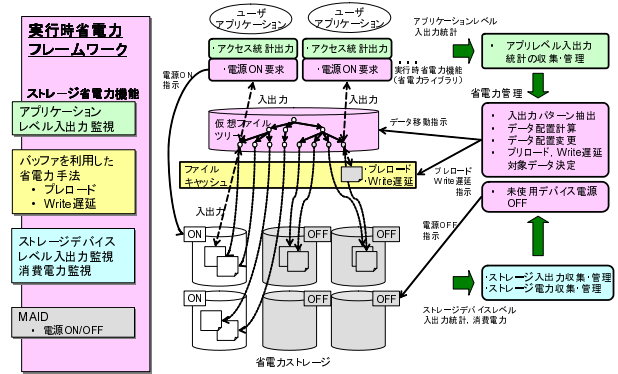 実行時省電力
フレームワーク
ストレージ省電力機能
アプリケーション
レベル入出力監視
バッファを利用した
省電力手法
• プレロード
• Write遅延
ストレージデバイス
レベル入出力監視
消費電力監視
MAID
• 電源ON/OFF
ユーザ
アプリケーション
ユーザ
アプリケーション
・アクセス統計出力
・アクセス統計出力
・電源ON要求
・電源ON要求
・・・・
実行時省電力機能
（省電力ライブラリ）
電源ON
指示
入出力
入出力
仮想ファイル
ツリー
データ移動指示
ファイル
キャッシュ
・プレロード
・Write遅延
プレロード
Write遅延
指示
入出力
ON
OFF
OFF
ON
OFF
OFF
電源OFF
指示
省電力ストレージ
アプリケーションレベル
入出力統計
• アプリレベル入出力
統計の収集・管理
省電力管理
• 入出力パターン抽出
• データ配置計算
• データ配置変更
• プリロード、Write遅延
対象データ決定
• 未使用デバイス電源
OFF
・ストレージ入出力収集・管理
・ストレージ電力収集・管理
ストレージデバイスレベル
入出力統計, 消費電力